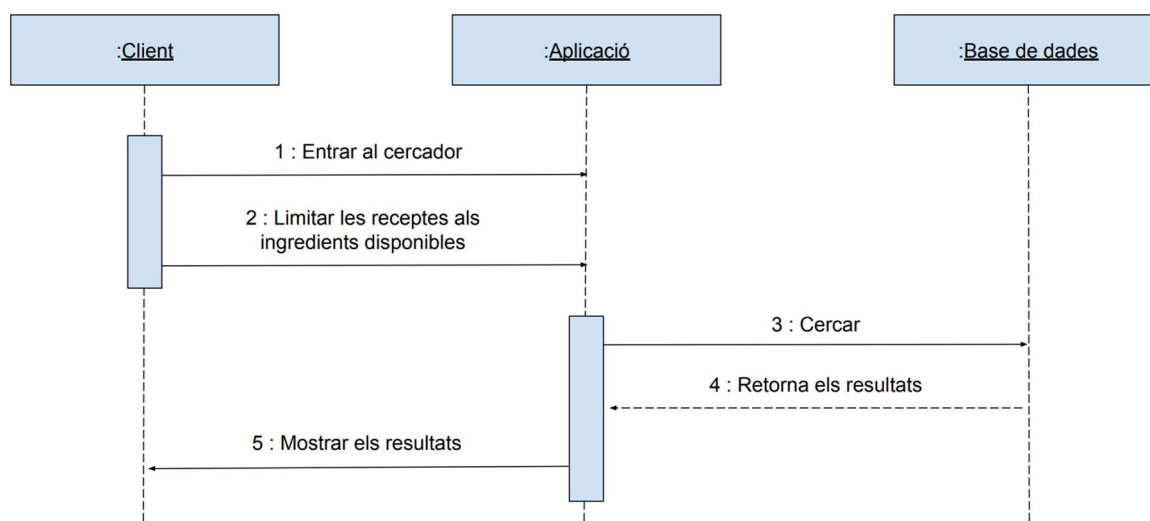 :Client
:Aplicació
:Base de dades
1 : Entrar al cercador
2 : Limitar les receptes als
ingredients disponibles
3 : Cercar
4 : Retorna els resultats
5 : Mostrar els resultats